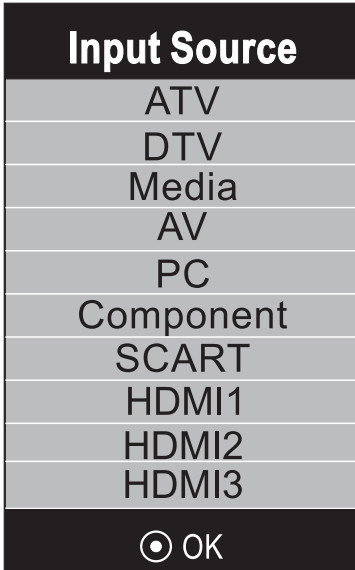 Input Source
ATV
DTV
Media
AV
PC
Component
SCART
HDMI1
HDMI2
HDMI3
OK